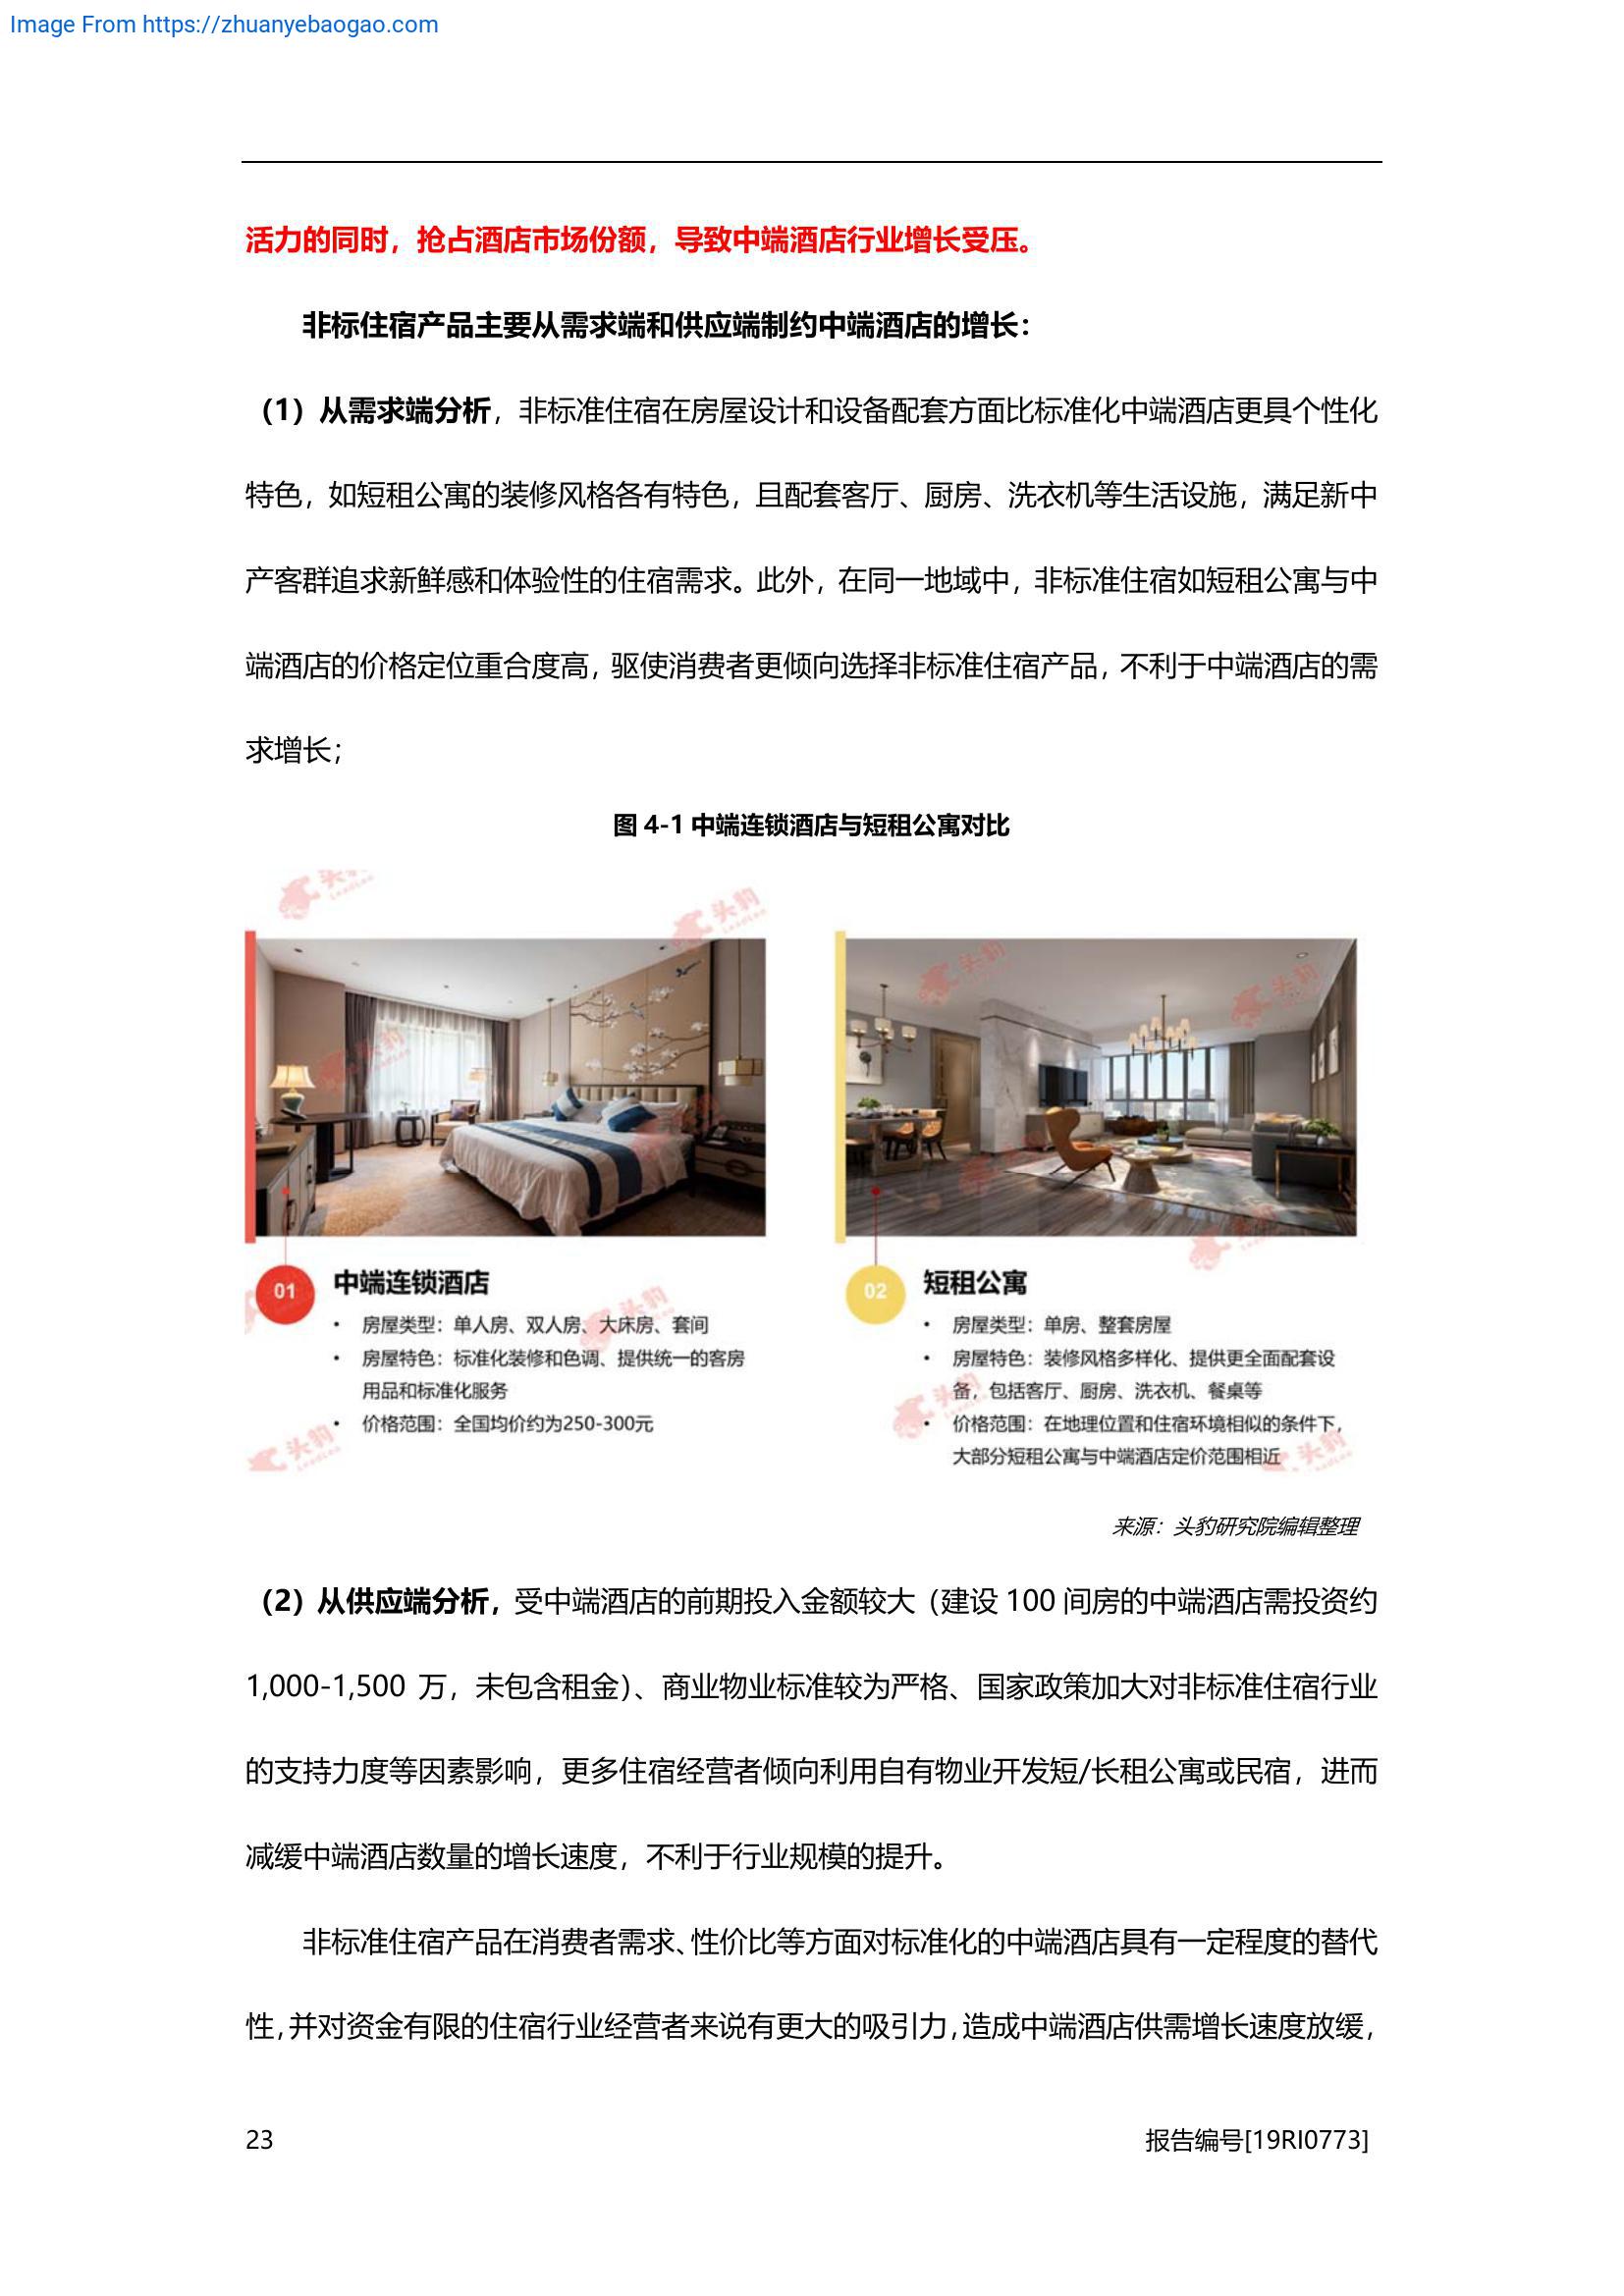 Image From https://zhuanyebaogao.com
活力的同时，抢占酒店市场份额，导致中端酒店行业增长受压。
非标住宿产品主要从需求端和供应端制约中端酒店的增长：
（1）从需求端分析，非标准住宿在房屋设计和设备配套方面比标准化中端酒店更具个性化
特色，如短租公寓的装修风格各有特色，且配套客厅、厨房、洗衣机等生活设施，满足新中
产客群追求新鲜感和体验性的住宿需求。此外，在同一地域中，非标准住宿如短租公寓与中
端酒店的价格定位重合度高，驱使消费者更倾向选择非标准住宿产品，不利于中端酒店的需
求增长；
图 4-1 中端连锁酒店与短租公寓对比
头豹
LeadLeo
01
中端连锁酒店
• 房屋类型：单人房、双人房、大床房、套间
• 房屋特色：标准化装修和色调、提供统一的客房
用品和标准化服务
• 价格范围：全国均价约为250-300元
02
短租公寓
• 房屋类型：单房、整套房屋
• 房屋特色：装修风格多样化、提供更全面配套设
备，包括客厅、厨房、洗衣机、餐桌等
• 价格范围：在地理位置和住宿环境相似的条件下，
大部分短租公寓与中端酒店定价范围相近
来源：头豹研究院编辑整理
（2）从供应端分析，受中端酒店的前期投入金额较大（建设 100 间房的中端酒店需投资约
1,000-1,500 万，未包含租金）、商业物业标准较为严格、国家政策加大对非标准住宿行业
的支持力度等因素影响，更多住宿经营者倾向利用自有物业开发短/长租公寓或民宿，进而
减缓中端酒店数量的增长速度，不利于行业规模的提升。
非标准住宿产品在消费者需求、性价比等方面对标准化的中端酒店具有一定程度的替代
性，并对资金有限的住宿行业经营者来说有更大的吸引力，造成中端酒店供需增长速度放缓，
23
报告编号[19RI0773]